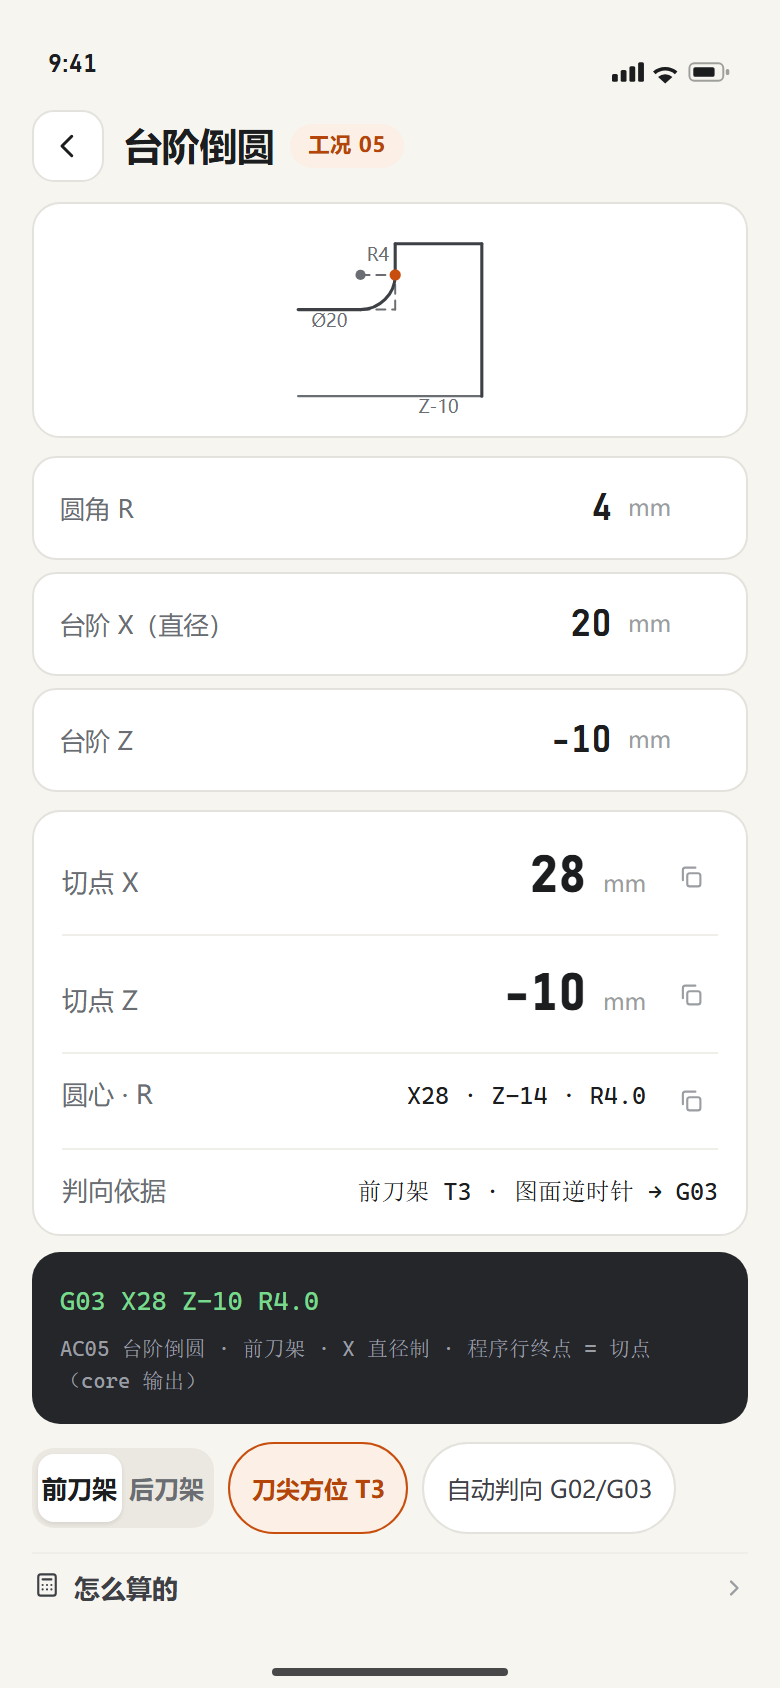 9:41
台阶倒圆 工况 05
R4
Ø20
Z-10
圆角 R 4 mm
台阶 X（直径） 20 mm
台阶 Z -10 mm
切点 X 28 mm
切点 Z -10 mm
圆心 · R X28 · Z-14 · R4.0
判向依据 前刀架 T3 · 图面逆时针 → G03
G03 X28 Z-10 R4.0
AC05 台阶倒圆 · 前刀架 · X 直径制 · 程序行终点 = 切点
（core 输出）
前刀架 后刀架 刀尖方位 T3 自动判向 G02/G03
怎么算的